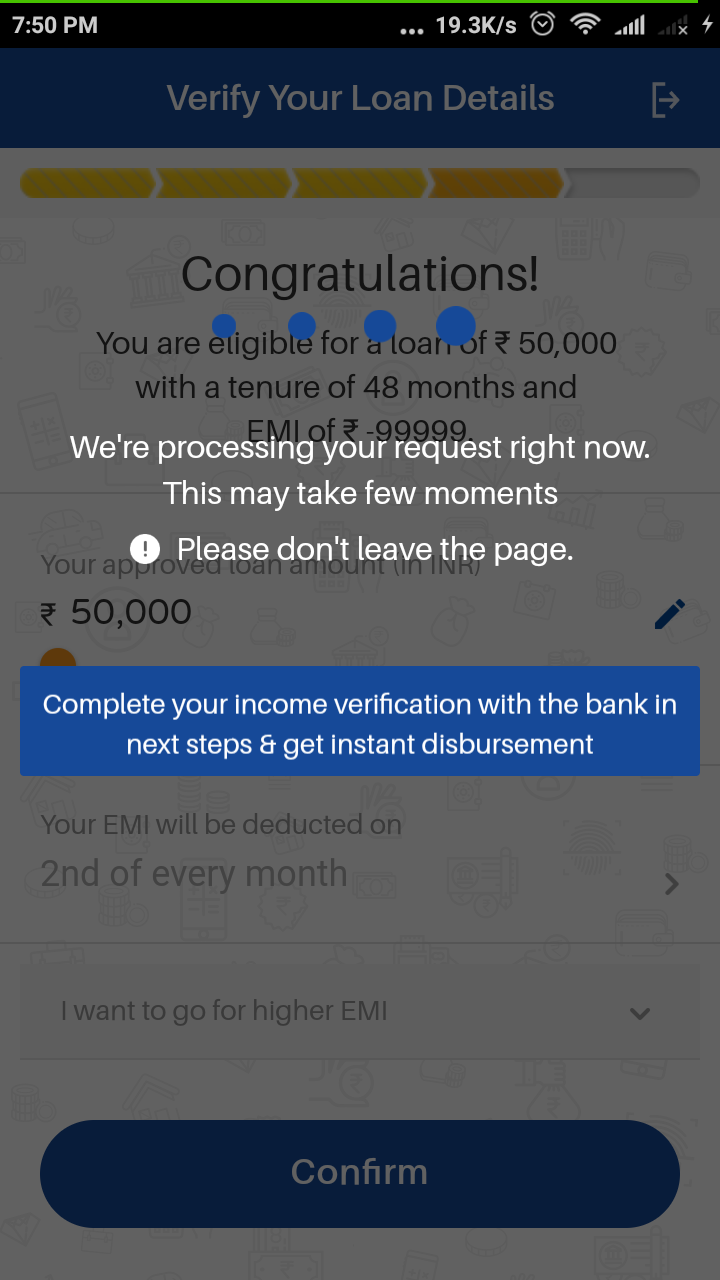 7:50 PM ... 19.3K/s
Verify Your Loan Details
Congratulations!
You are eligible for a loan of ₹ 50,000
with a tenure of 48 months and
EMI of ₹ -99999.
We're processing your request right now.
This may take few moments
Please don't leave the page.
Your approved loan amount (in INR)
₹ 50,000
Complete your income verification with the bank in
next steps & get instant disbursement
Your EMI will be deducted on
2nd of every month
I want to go for higher EMI
Confirm